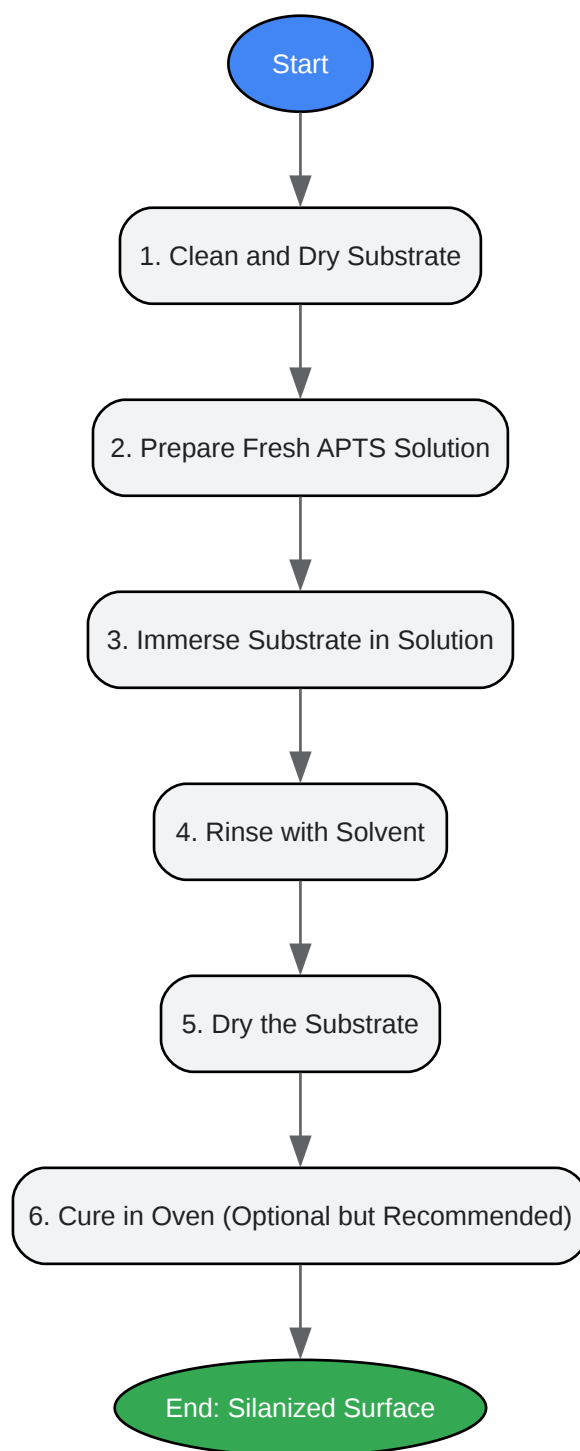 Start
1. Clean and Dry Substrate
2. Prepare Fresh APTS Solution
3. Immerse Substrate in Solution
4. Rinse with Solvent
5. Dry the Substrate
6. Cure in Oven (Optional but Recommended)
End: Silanized Surface